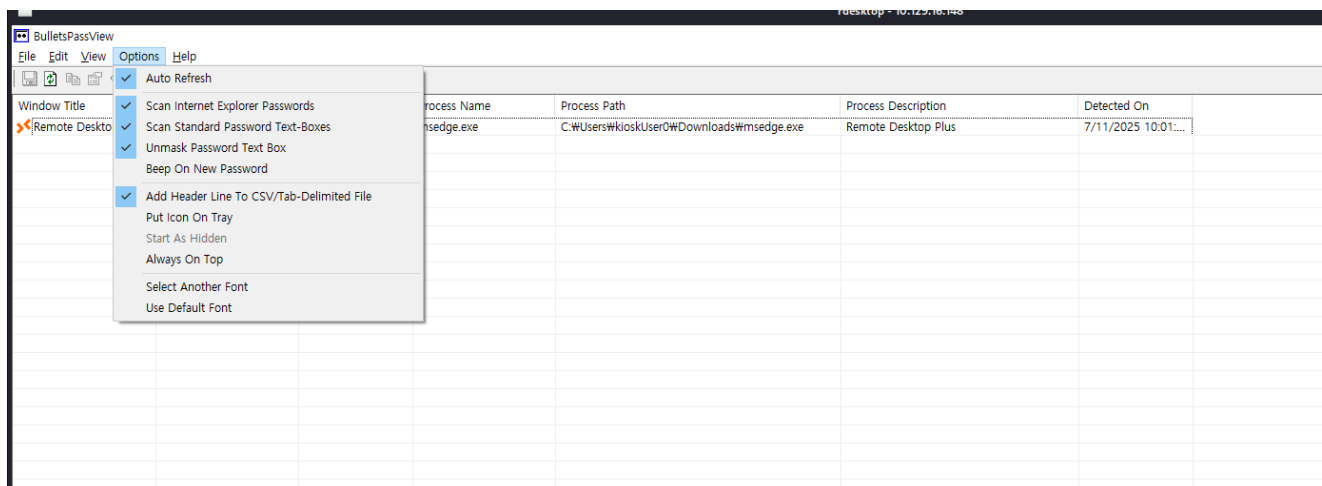 rdesktop - 10.129.16.148
BulletsPassView
File Edit View Options Help
Auto Refresh
Window Title rocess Name Process Path Process Description Detected On
Scan Internet Explorer Passwords
Remote Deskto nsedge.exe C:₩Users₩kioskUser0₩Downloads₩msedge.exe Remote Desktop Plus 7/11/2025 10:01:...
Scan Standard Password Text-Boxes
Unmask Password Text Box
Beep On New Password
Add Header Line To CSV/Tab-Delimited File
Put Icon On Tray
Start As Hidden
Always On Top
Select Another Font
Use Default Font